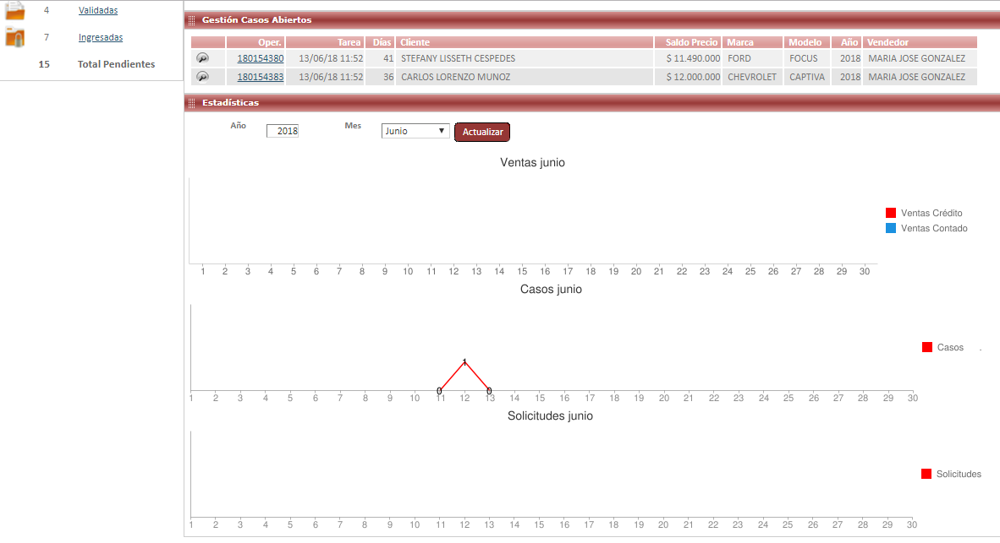 4 Validadas
7 Ingresadas
15 Total Pendientes
Gestión Casos Abiertos
Oper. Tarea Días Cliente Saldo Precio Marca Modelo Año Vendedor
180154380 13/06/18 11:52 41 STEFANY LISSETH CESPEDES $ 11.490.000 FORD FOCUS 2018 MARIA JOSE GONZALEZ
180154383 13/06/18 11:52 36 CARLOS LORENZO MUNOZ $ 12.000.000 CHEVROLET CAPTIVA 2018 MARIA JOSE GONZALEZ
Estadísticas
Año 2018 Mes Junio Actualizar
Ventas junio
Ventas Crédito
Ventas Contado
1 2 3 4 5 6 7 8 9 10 11 12 13 14 15 16 17 18 19 20 21 22 23 24 25 26 27 28 29 30
Casos junio
Casos .
1
0 0
1 2 3 4 5 6 7 8 9 10 11 12 13 14 15 16 17 18 19 20 21 22 23 24 25 26 27 28 29 30
Solicitudes junio
Solicitudes
1 2 3 4 5 6 7 8 9 10 11 12 13 14 15 16 17 18 19 20 21 22 23 24 25 26 27 28 29 30